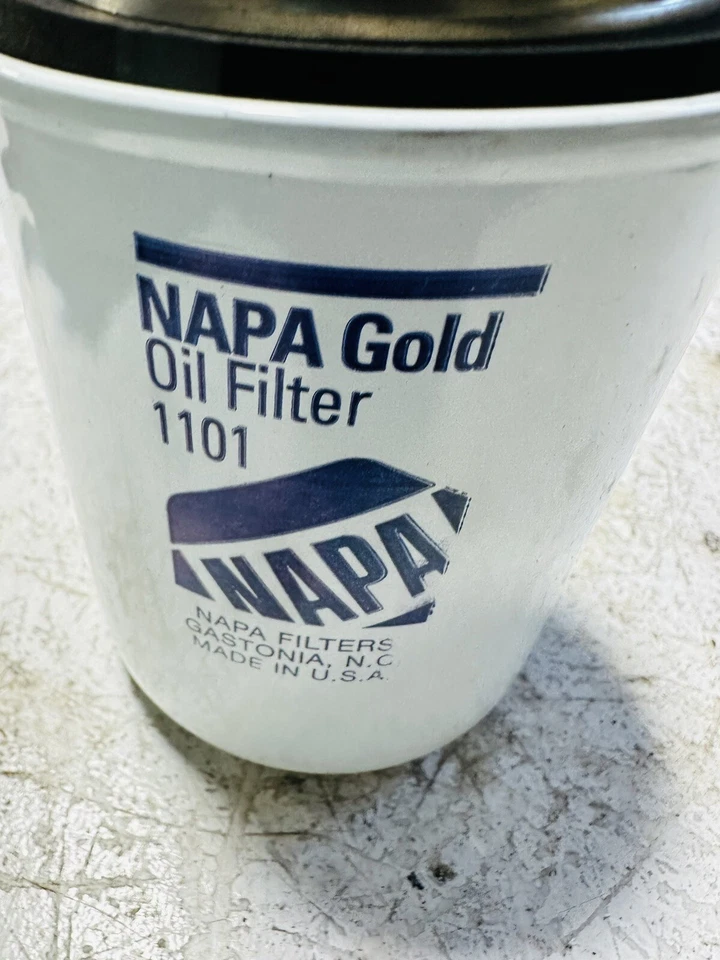 NAPA Gold
Oil Filter
1101
NAPA
NAPA FILTERS
GASTONIA, N.C
MADE IN U.S.A.